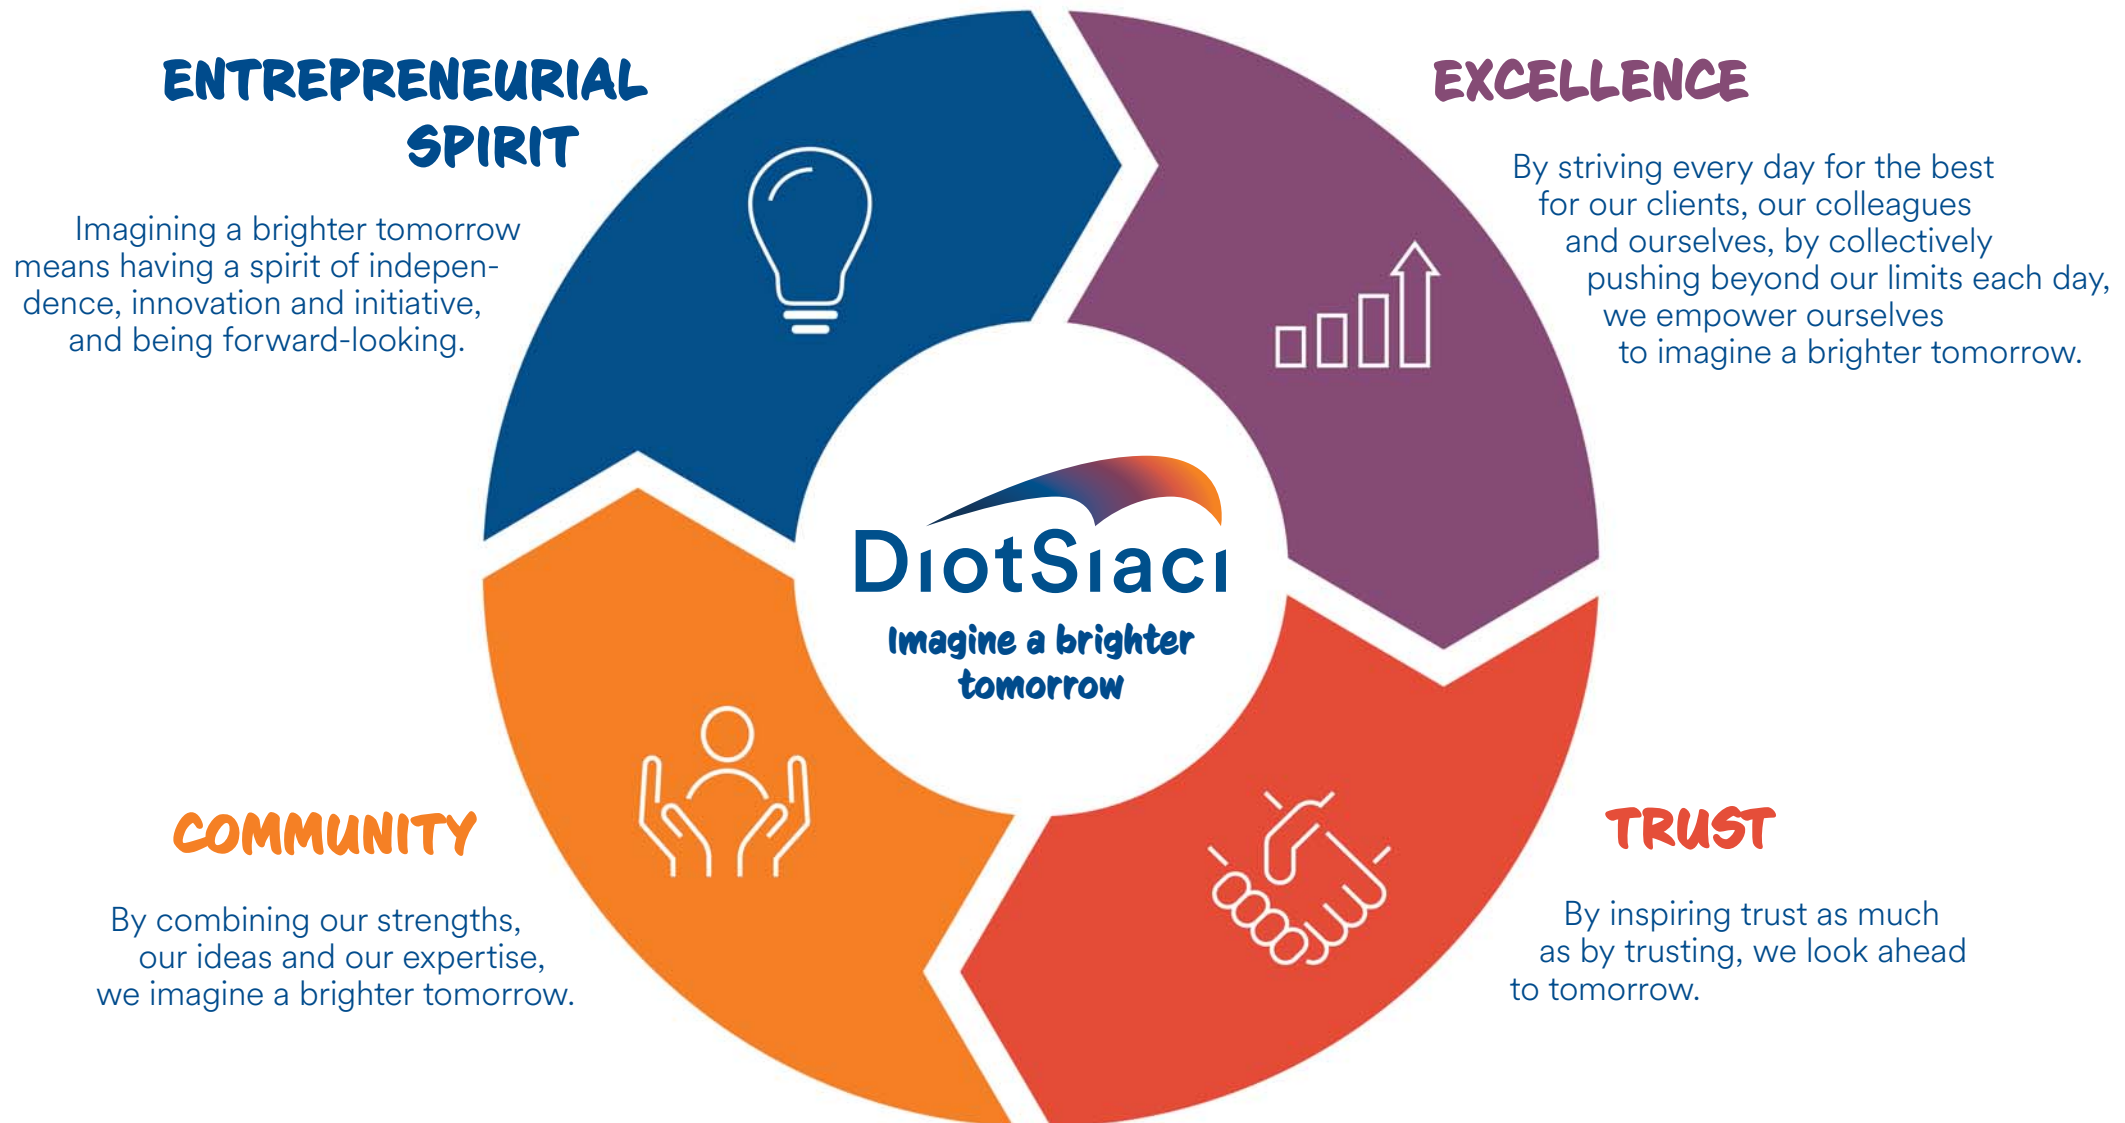 ENTREPRENEURIAL
SPIRIT
Imagining a brighter tomorrow
means having a spirit of indepen-
dence, innovation and initiative,
and being forward-looking.
EXCELLENCE
By striving every day for the best
for our clients, our colleagues
and ourselves, by collectively
pushing beyond our limits each day,
we empower ourselves
to imagine a brighter tomorrow.
DiotSiaci
Imagine a brighter
tomorrow
COMMUNITY
By combining our strengths,
our ideas and our expertise,
we imagine a brighter tomorrow.
TRUST
By inspiring trust as much
as by trusting, we look ahead
to tomorrow.